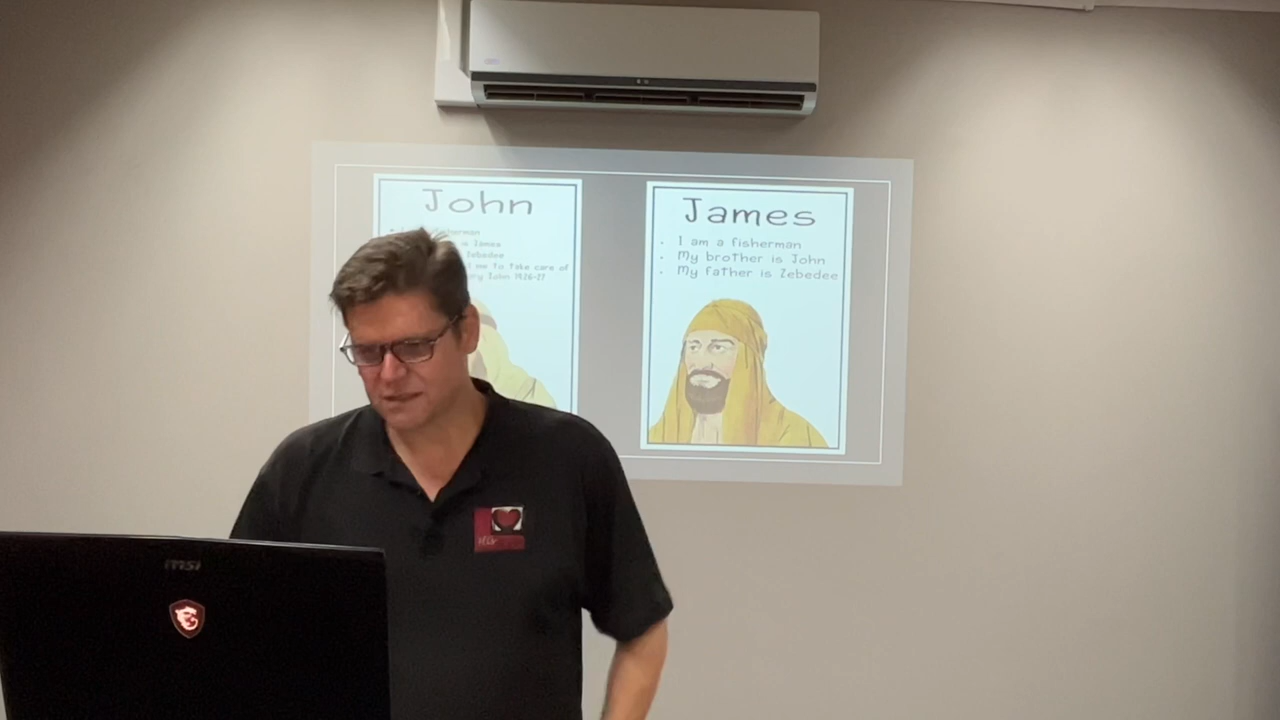 John
fisherman
is James
Zebedee
me to take care of
John 19:26-27
James
• I am a fisherman
• My brother is John
• My father is Zebedee
msi